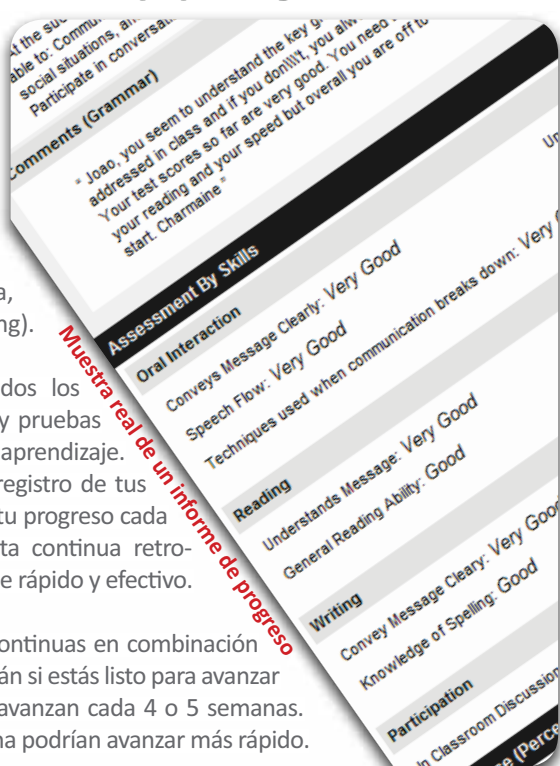 At the suc
able to: Commu
social situations, an
Participate in conversa
Comments (Grammar)
" Joao, you seem to understand the key g
addressed in class and if you don\\\\'t, you alw
Your test scores so far are very good. You need
your reading and your speed but overall you are off to
start. Charmaine "
Assessment By Skills
Un
Oral Interaction
Conveys Message Clearly: Very Good
Speech Flow: Very Good
Techniques used when communication breaks down: Very
Reading
Understands Message: Very Good
General Reading Ability: Good
Writing
Convey Message Cleary: Very Good
Knowledge of Spelling: Good
Participation
In Classroom Discussion
e (Perce
Muestra real de un informe de progreso
a,
ng).
dos los
y pruebas
aprendizaje.
registro de tus
tu progreso cada
ta continua retro-
e rápido y efectivo.
ontinuas en combinación
án si estás listo para avanzar
avanzan cada 4 o 5 semanas.
na podrían avanzar más rápido.